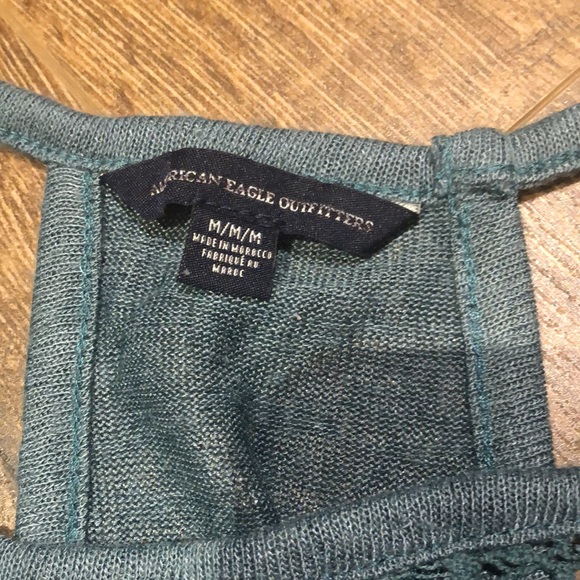 AMERICAN EAGLE OUTFITTERS
M/M/M
MADE IN MOROCCO
FABRIQUÉ AU
MAROC